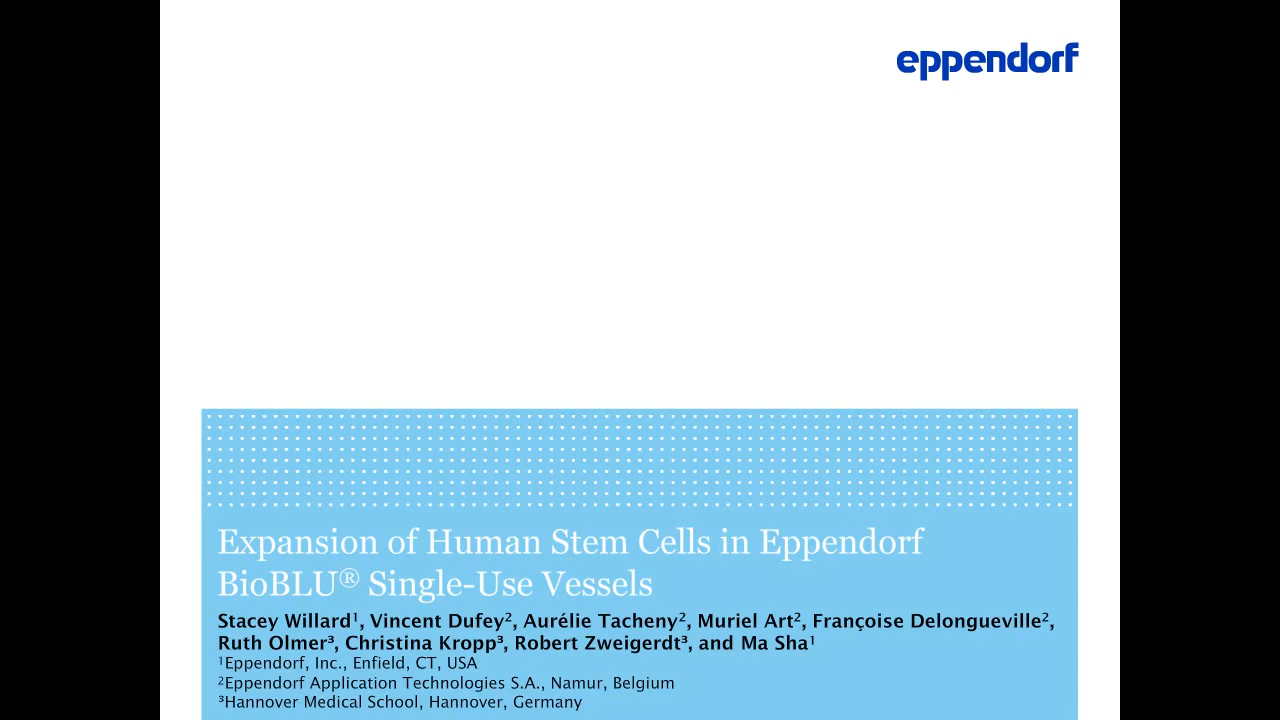 eppendorf
Expansion of Human Stem Cells in Eppendorf
BioBLU® Single-Use Vessels
Stacey Willard¹, Vincent Dufey², Aurélie Tacheny², Muriel Art², Françoise Delongueville²,
Ruth Olmer³, Christina Kropp³, Robert Zweigerdt³, and Ma Sha¹
¹Eppendorf, Inc., Enfield, CT, USA
²Eppendorf Application Technologies S.A., Namur, Belgium
³Hannover Medical School, Hannover, Germany